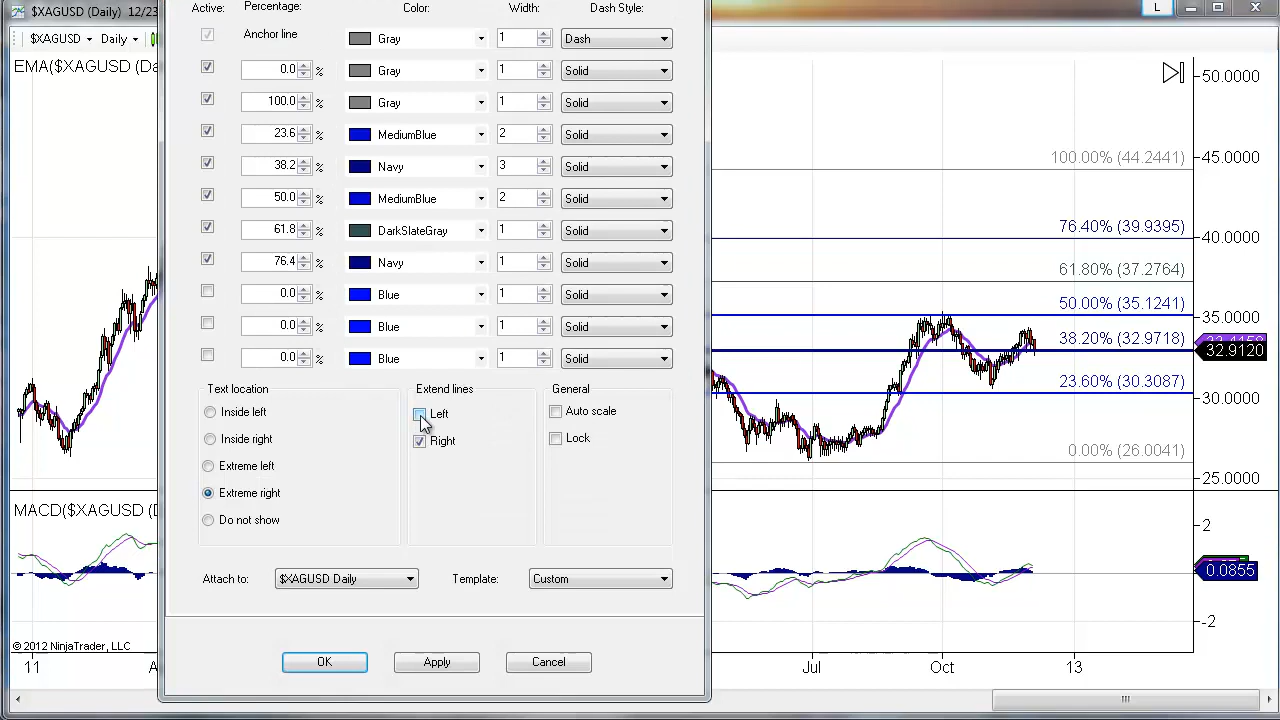 $XAGUSD (Daily) 12/23
L
$XAGUSD Daily
EMA($XAGUSD (Da
Active: Percentage: Color: Width: Dash Style:
Anchor line Gray 1 Dash
0.0 % Gray 1 Solid
100.0 % Gray 1 Solid
23.6 % MediumBlue 2 Solid
38.2 % Navy 3 Solid
50.0 % MediumBlue 2 Solid
61.8 % DarkSlateGray 1 Solid
76.4 % Navy 1 Solid
0.0 % Blue 1 Solid
0.0 % Blue 1 Solid
0.0 % Blue 1 Solid
Text location
Inside left
Inside right
Extreme left
Extreme right
Do not show
Extend lines
Left
Right
General
Auto scale
Lock
Attach to: $XAGUSD Daily Template: Custom
OK Apply Cancel
50.0000
100.00% (44.2441)
45.0000
76.40% (39.9395)
40.0000
61.80% (37.2764)
50.00% (35.1241)
35.0000
38.20% (32.9718)
32.9120
23.60% (30.3087)
30.0000
0.00% (26.0041)
25.0000
MACD($XAGUSD (D
2
0.0855
-2
© 2012 NinjaTrader, LLC
11 A Jul Oct 13